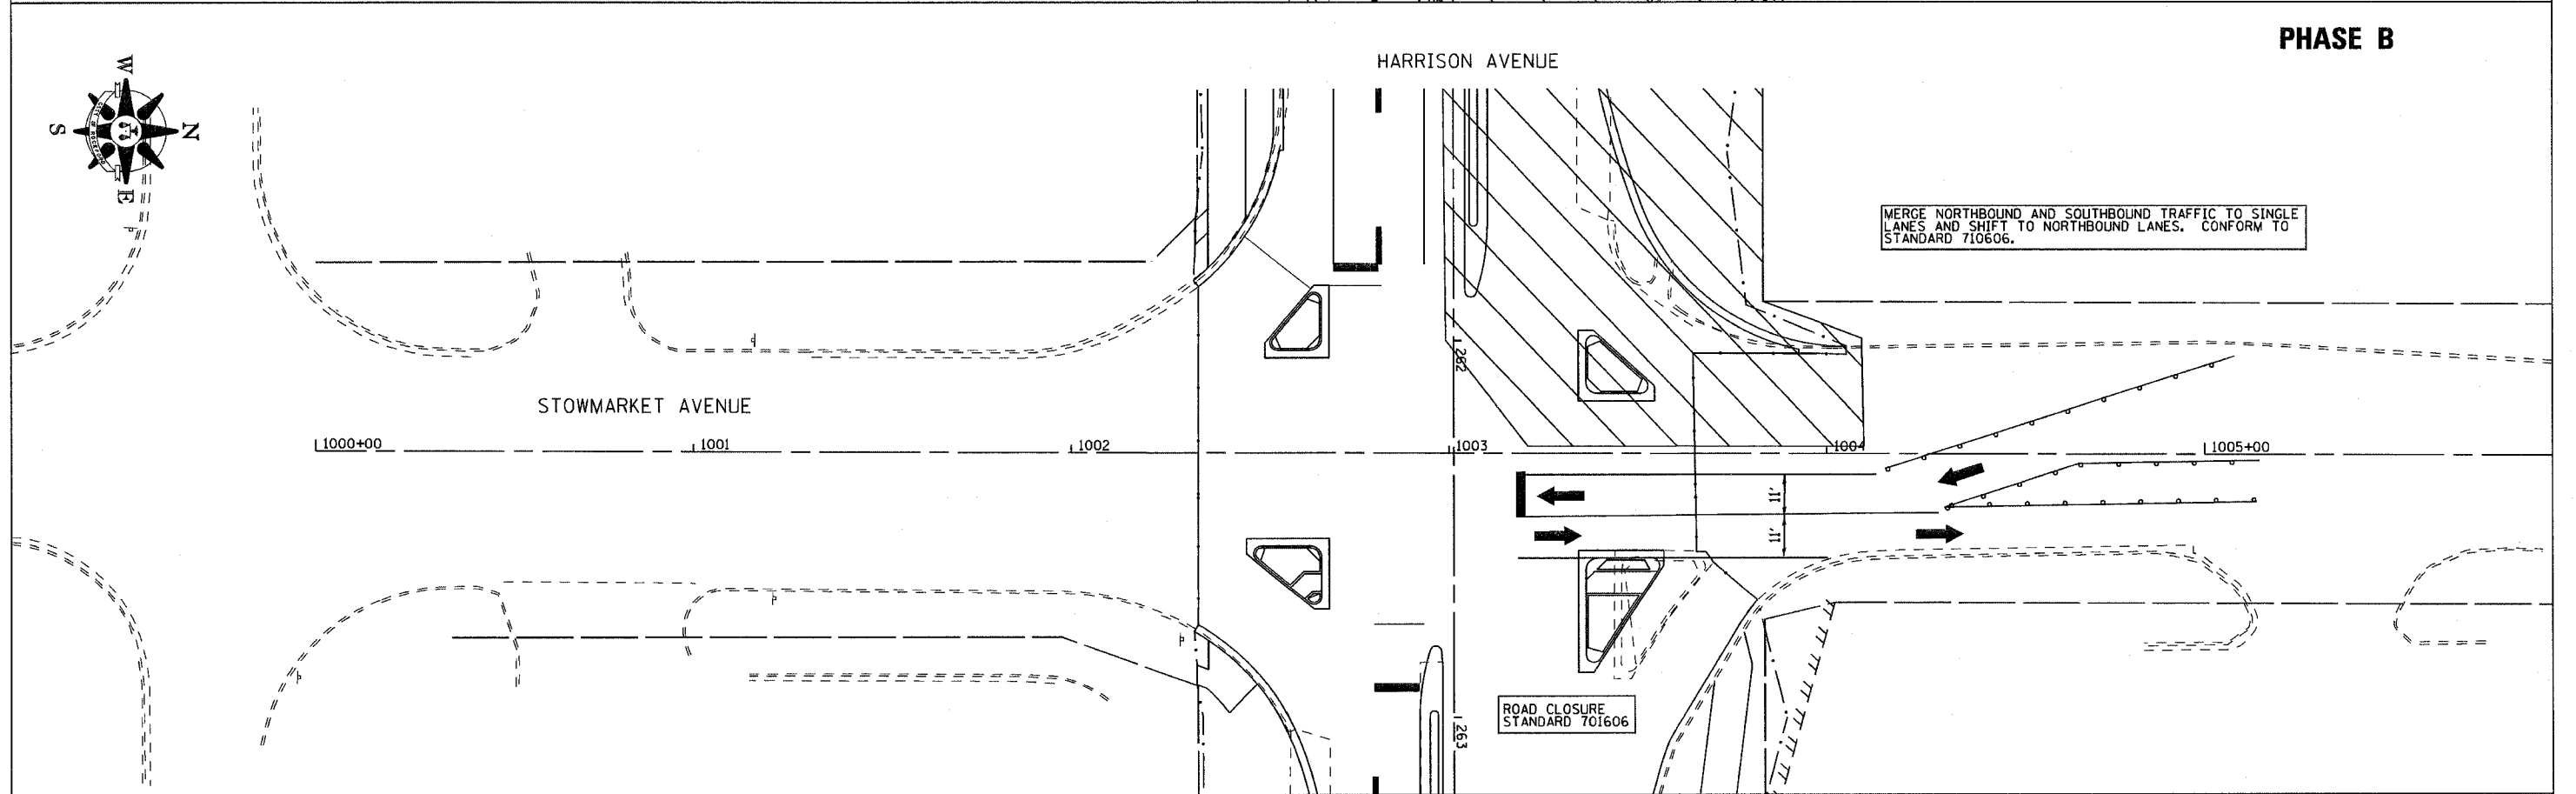 PHASE B
HARRISON AVENUE
W
N
S
E
MERGE NORTHBOUND AND SOUTHBOUND TRAFFIC TO SINGLE
LANES AND SHIFT TO NORTHBOUND LANES. CONFORM TO
STANDARD 710606.
262
STOWMARKET AVENUE
1000+00
1001
1002
1003
1004
1005+00
11'
11'
ROAD CLOSURE
STANDARD 701606
263